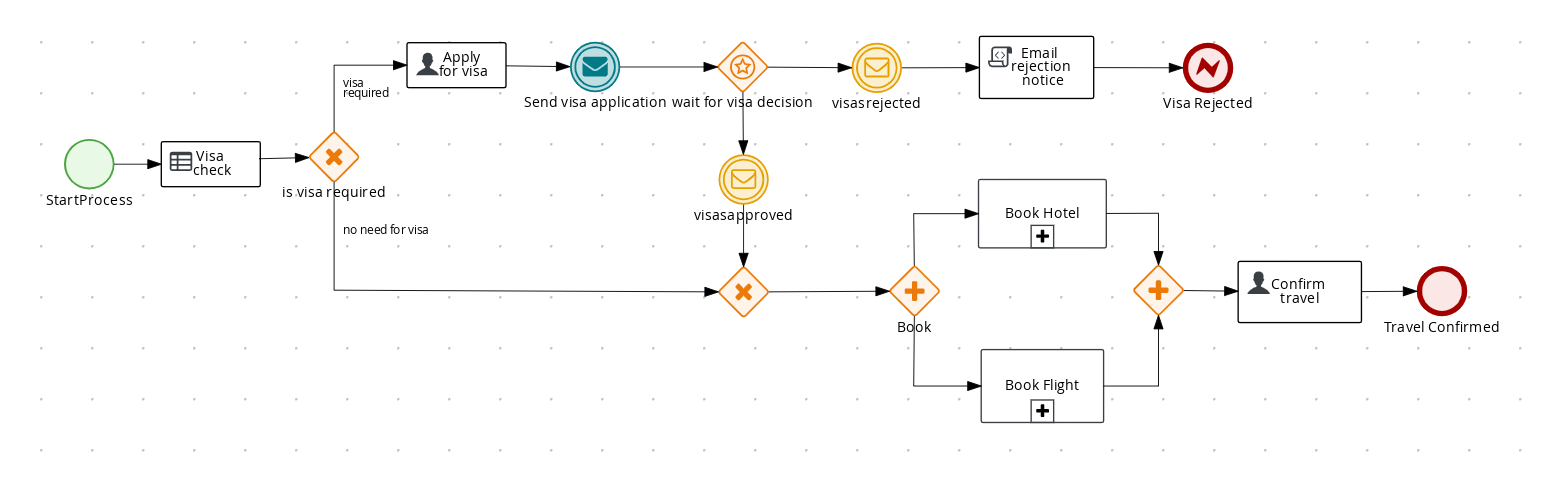 Apply
for visa
visa
required
Send visa application
wait for visa decision
visasrejected
Email
rejection
notice
Visa Rejected
StartProcess
Visa
check
is visa required
no need for visa
visasapproved
Book
Book Hotel
Book Flight
Confirm
travel
Travel Confirmed